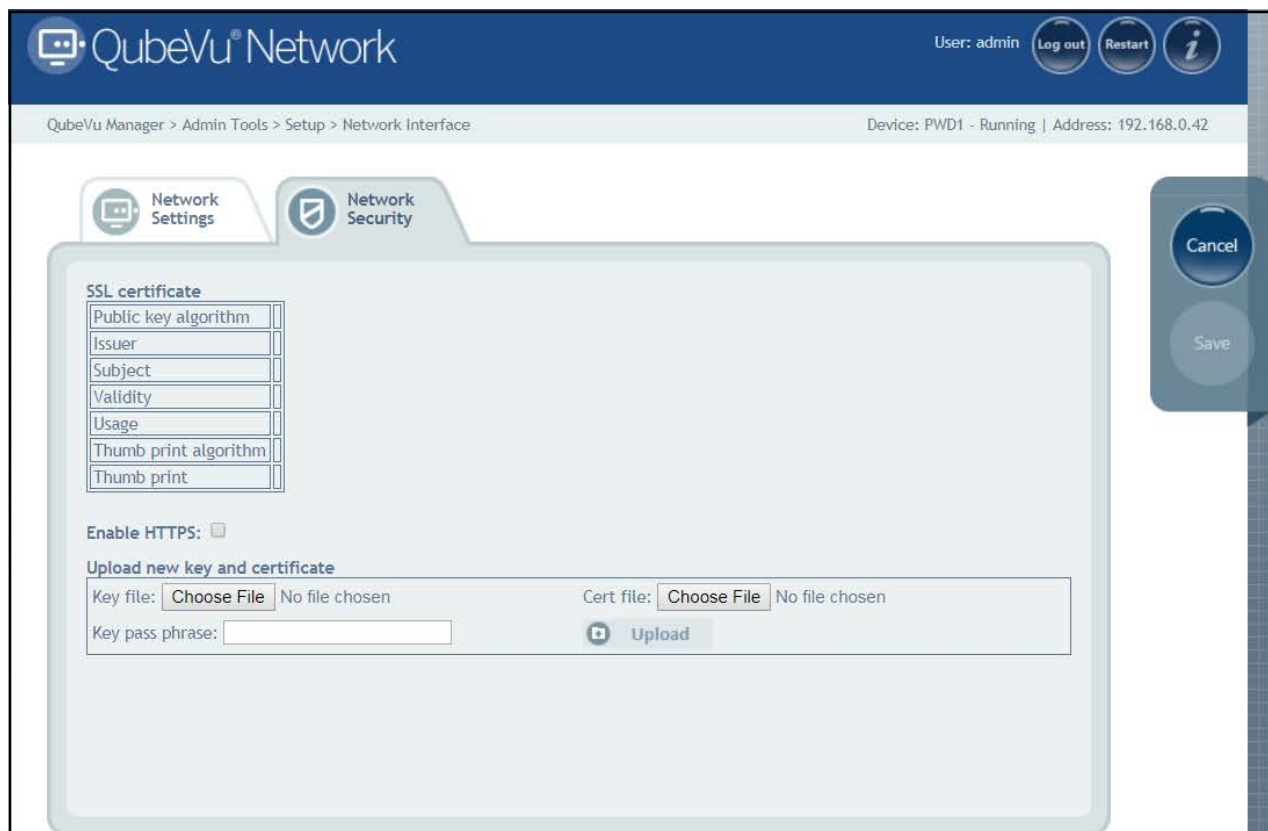 QubeVu® Network
User: admin
Log out
Restart
i
QubeVu Manager > Admin Tools > Setup > Network Interface
Device: PWD1 - Running | Address: 192.168.0.42
Network
Settings
Network
Security
Cancel
Save
SSL certificate
Public key algorithm
Issuer
Subject
Validity
Usage
Thumb print algorithm
Thumb print
Enable HTTPS:
Upload new key and certificate
Key file: Choose File No file chosen
Cert file: Choose File No file chosen
Key pass phrase:
Upload